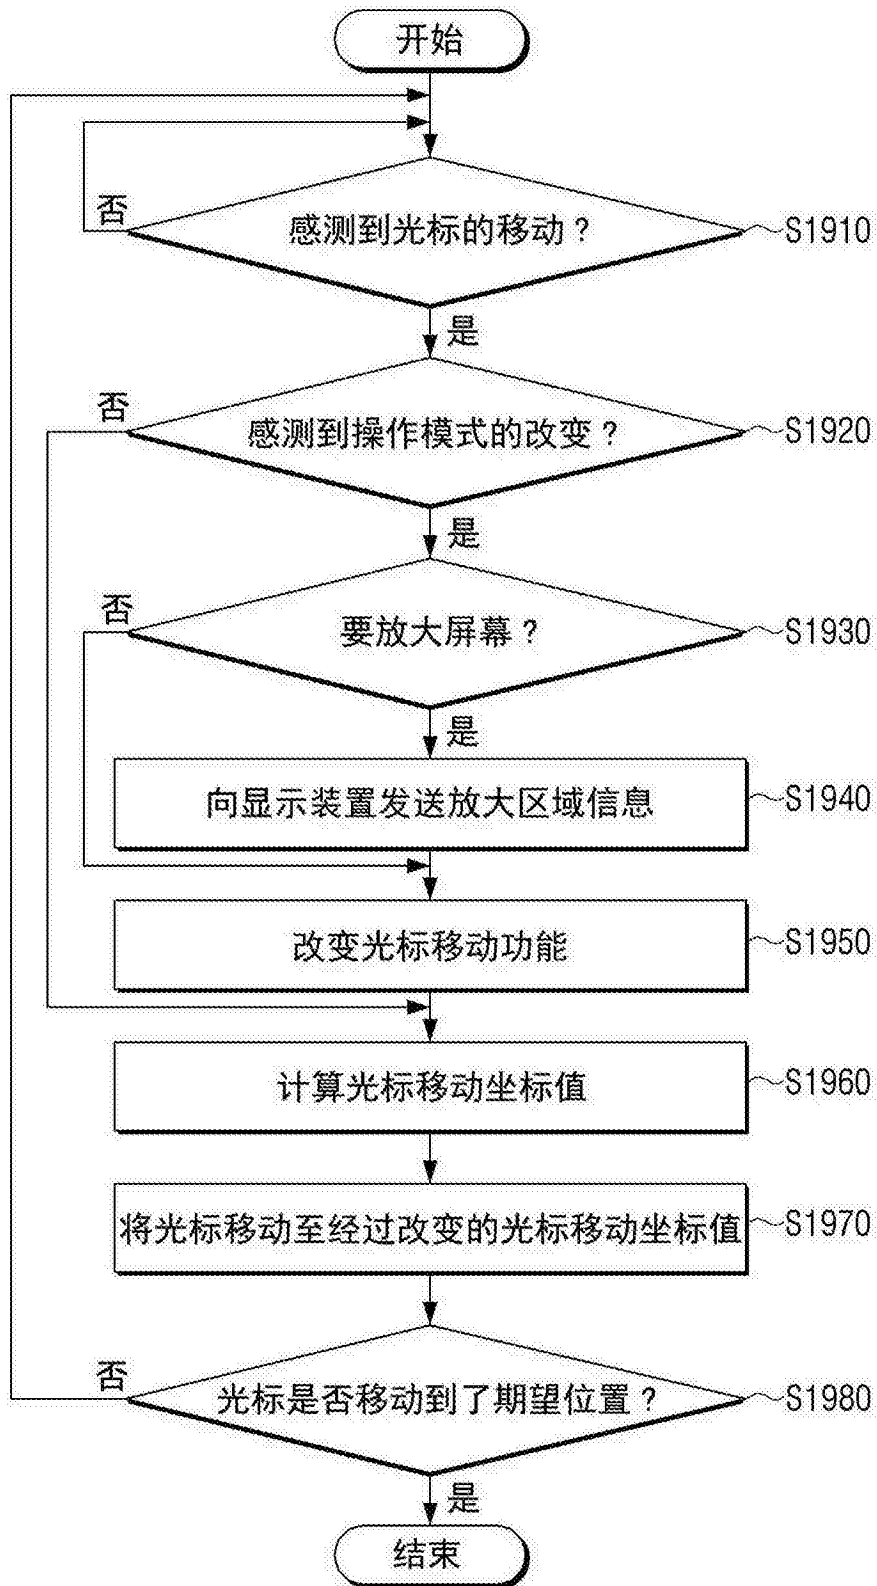 开始
否
感测到光标的移动？
S1910
是
否
感测到操作模式的改变？
S1920
是
否
要放大屏幕？
S1930
是
向显示装置发送放大区域信息
S1940
改变光标移动功能
S1950
计算光标移动坐标值
S1960
将光标移动至经过改变的光标移动坐标值
S1970
否
光标是否移动到了期望位置？
S1980
是
结束